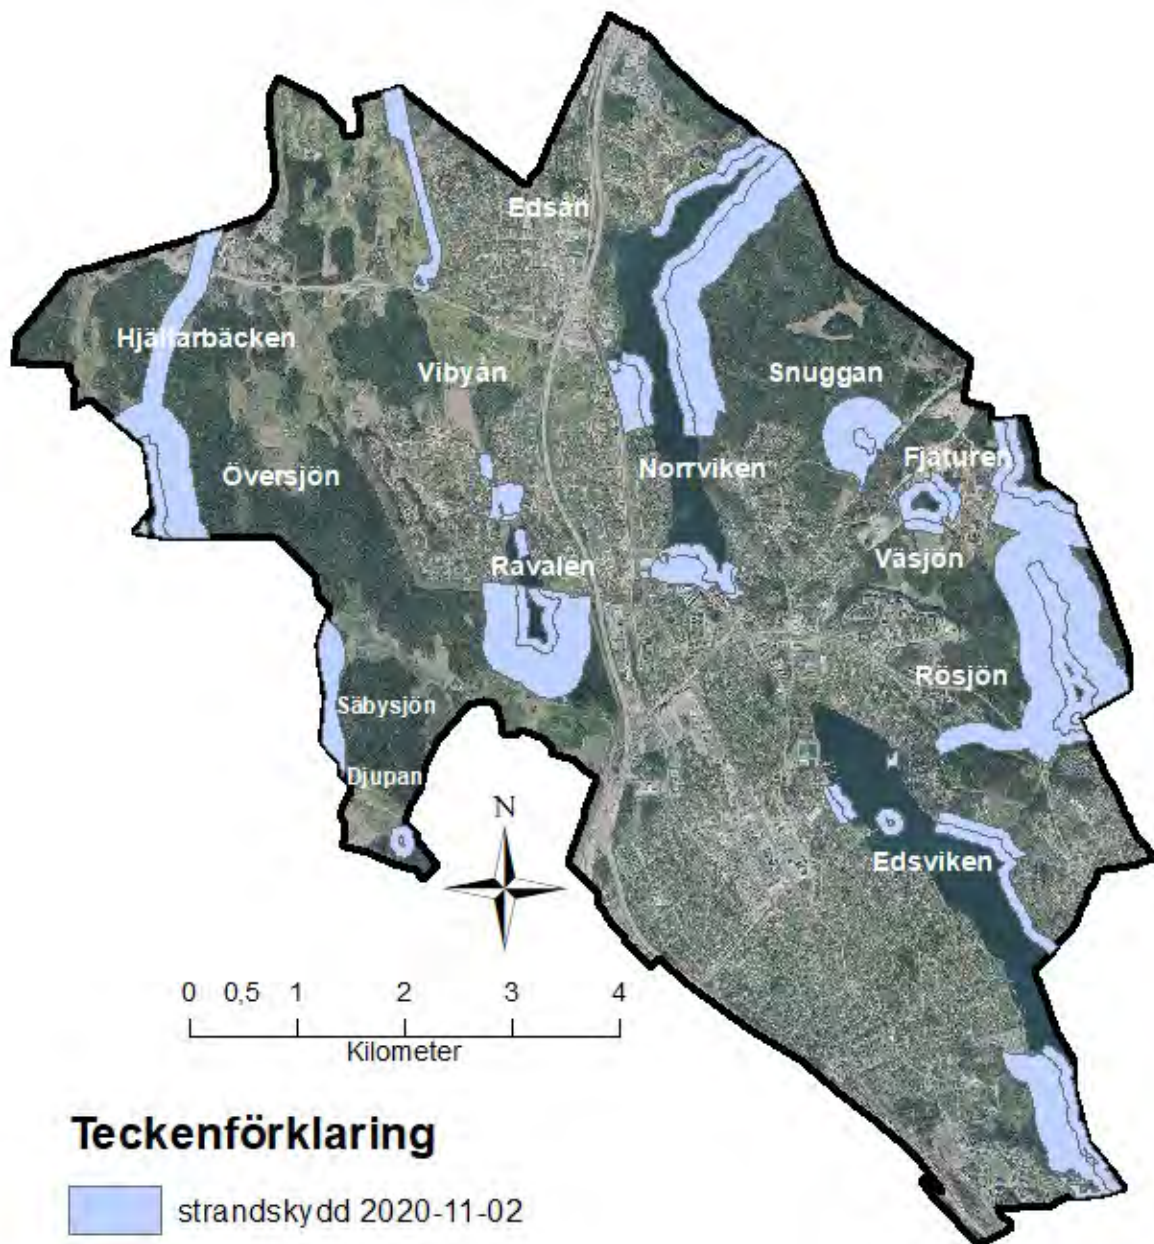 Edsån
Hjältarbäcken
Vibyån
Snuggan
Översjön
Norrviken
Fjäturen
Ravalen
Väsjön
Rösjön
Säbysjön
Djupan
N
Edsviken
0 0,5 1 2 3 4
Kilometer
Teckenförklaring
strandskydd 2020-11-02